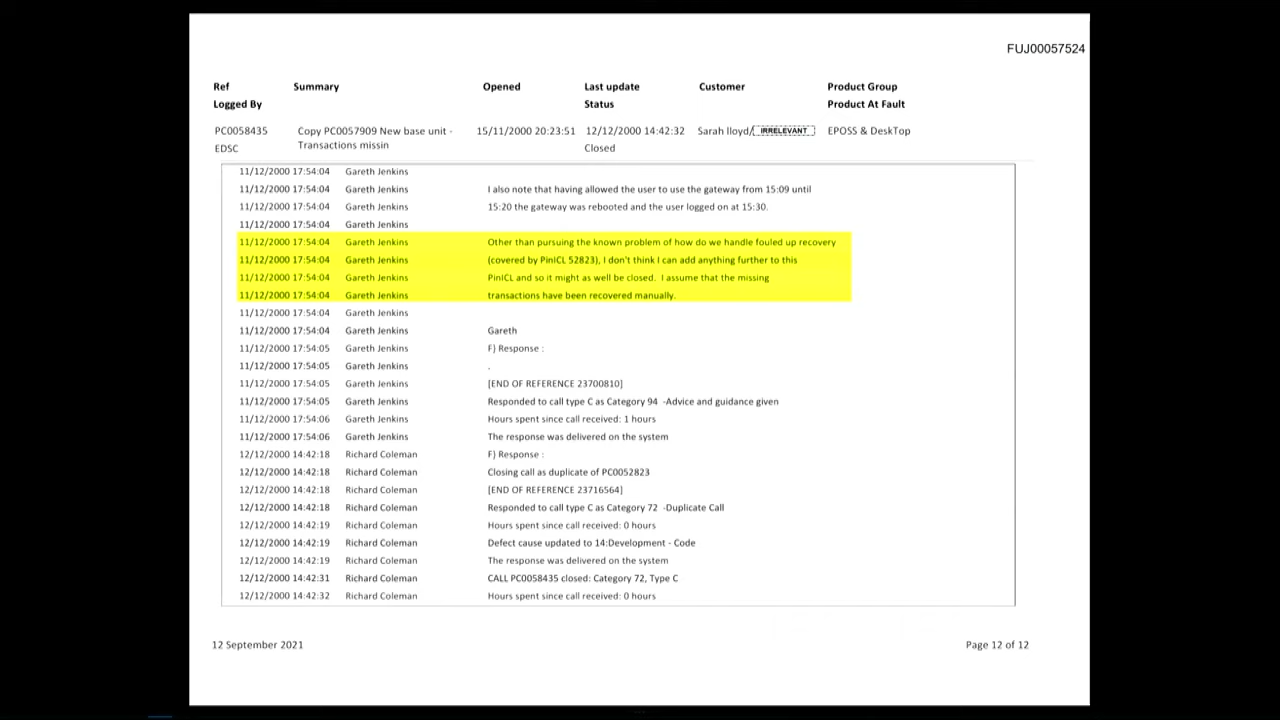 FUJ00057524
Ref Summary Opened Last update Customer Product Group
Logged By Status Product At Fault
PC0058435 Copy PC0057909 New base unit - 15/11/2000 20:23:51 12/12/2000 14:42:32 Sarah lloyd/ IRRELEVANT EPOSS & DeskTop
EDSC Transactions missin Closed
11/12/2000 17:54:04 Gareth Jenkins
11/12/2000 17:54:04 Gareth Jenkins I also note that having allowed the user to use the gateway from 15:09 until
11/12/2000 17:54:04 Gareth Jenkins 15:20 the gateway was rebooted and the user logged on at 15:30.
11/12/2000 17:54:04 Gareth Jenkins
11/12/2000 17:54:04 Gareth Jenkins Other than pursuing the known problem of how do we handle fouled up recovery
11/12/2000 17:54:04 Gareth Jenkins (covered by PinICL 52823), I don't think I can add anything further to this
11/12/2000 17:54:04 Gareth Jenkins PinICL and so it might as well be closed. I assume that the missing
11/12/2000 17:54:04 Gareth Jenkins transactions have been recovered manually.
11/12/2000 17:54:04 Gareth Jenkins
11/12/2000 17:54:04 Gareth Jenkins Gareth
11/12/2000 17:54:05 Gareth Jenkins F} Response :
11/12/2000 17:54:05 Gareth Jenkins .
11/12/2000 17:54:05 Gareth Jenkins [END OF REFERENCE 23700810]
11/12/2000 17:54:05 Gareth Jenkins Responded to call type C as Category 94 -Advice and guidance given
11/12/2000 17:54:06 Gareth Jenkins Hours spent since call received: 1 hours
11/12/2000 17:54:06 Gareth Jenkins The response was delivered on the system
12/12/2000 14:42:18 Richard Coleman F} Response :
12/12/2000 14:42:18 Richard Coleman Closing call as duplicate of PC0052823
12/12/2000 14:42:18 Richard Coleman [END OF REFERENCE 23716564]
12/12/2000 14:42:18 Richard Coleman Responded to call type C as Category 72 -Duplicate Call
12/12/2000 14:42:19 Richard Coleman Hours spent since call received: 0 hours
12/12/2000 14:42:19 Richard Coleman Defect cause updated to 14:Development - Code
12/12/2000 14:42:19 Richard Coleman The response was delivered on the system
12/12/2000 14:42:31 Richard Coleman CALL PC0058435 closed: Category 72, Type C
12/12/2000 14:42:32 Richard Coleman Hours spent since call received: 0 hours
12 September 2021 Page 12 of 12